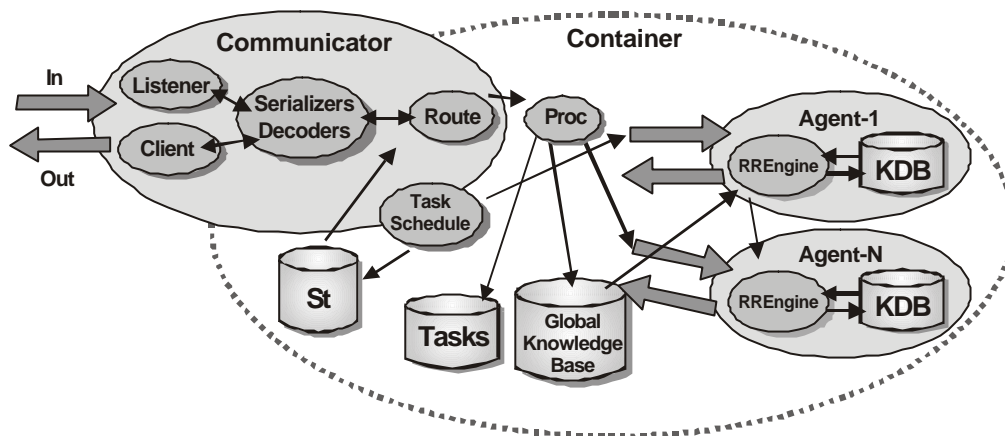 Communicator
Container
In
Listener
Serializers
Decoders
Route
Proc
Client
Out
Agent-1
RREngine
KDB
Task
Schedule
St
Tasks
Global
Knowledge
Base
Agent-N
RREngine
KDB